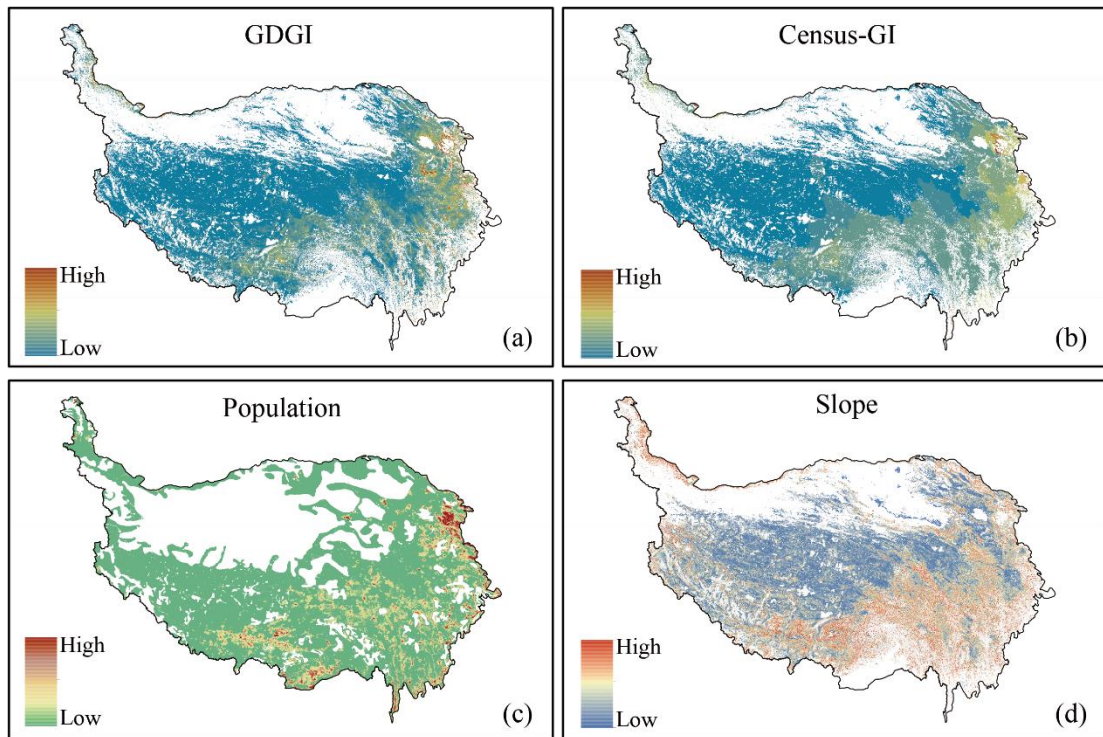 GDGI
High
Low
(a)
Census-GI
High
Low
(b)
Population
High
Low
(c)
Slope
High
Low
(d)